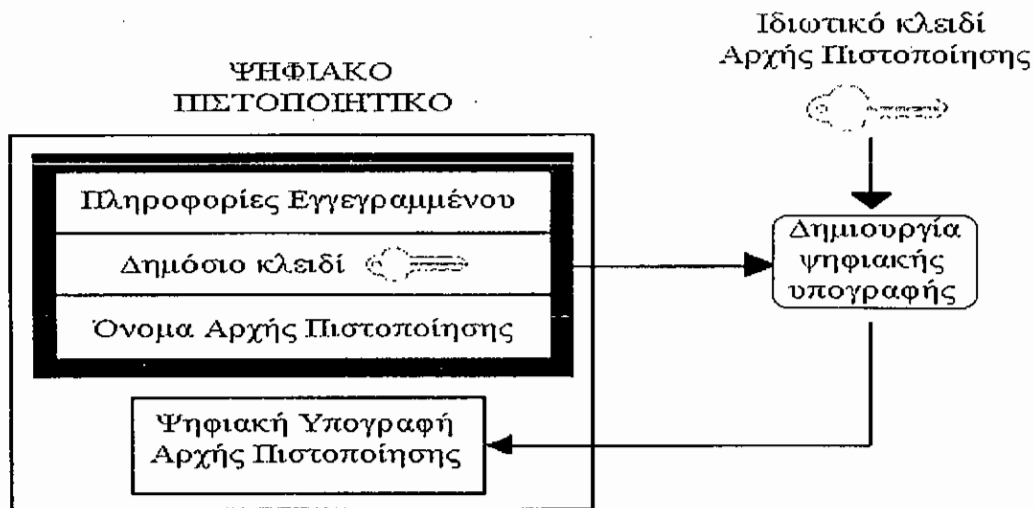 Ιδιωτικό κλειδί
Αρχής Πιστοποίησης
ΨΗΦΙΑΚΟ
ΠΙΣΤΟΠΟΙΗΤΙΚΟ
Πληροφορίες Εγγεγραμμένου
Δημόσιο κλειδί
Όνομα Αρχής Πιστοποίησης
Δημιουργία
ψηφιακής
υπογραφής
Ψηφιακή Υπογραφή
Αρχής Πιστοποίησης